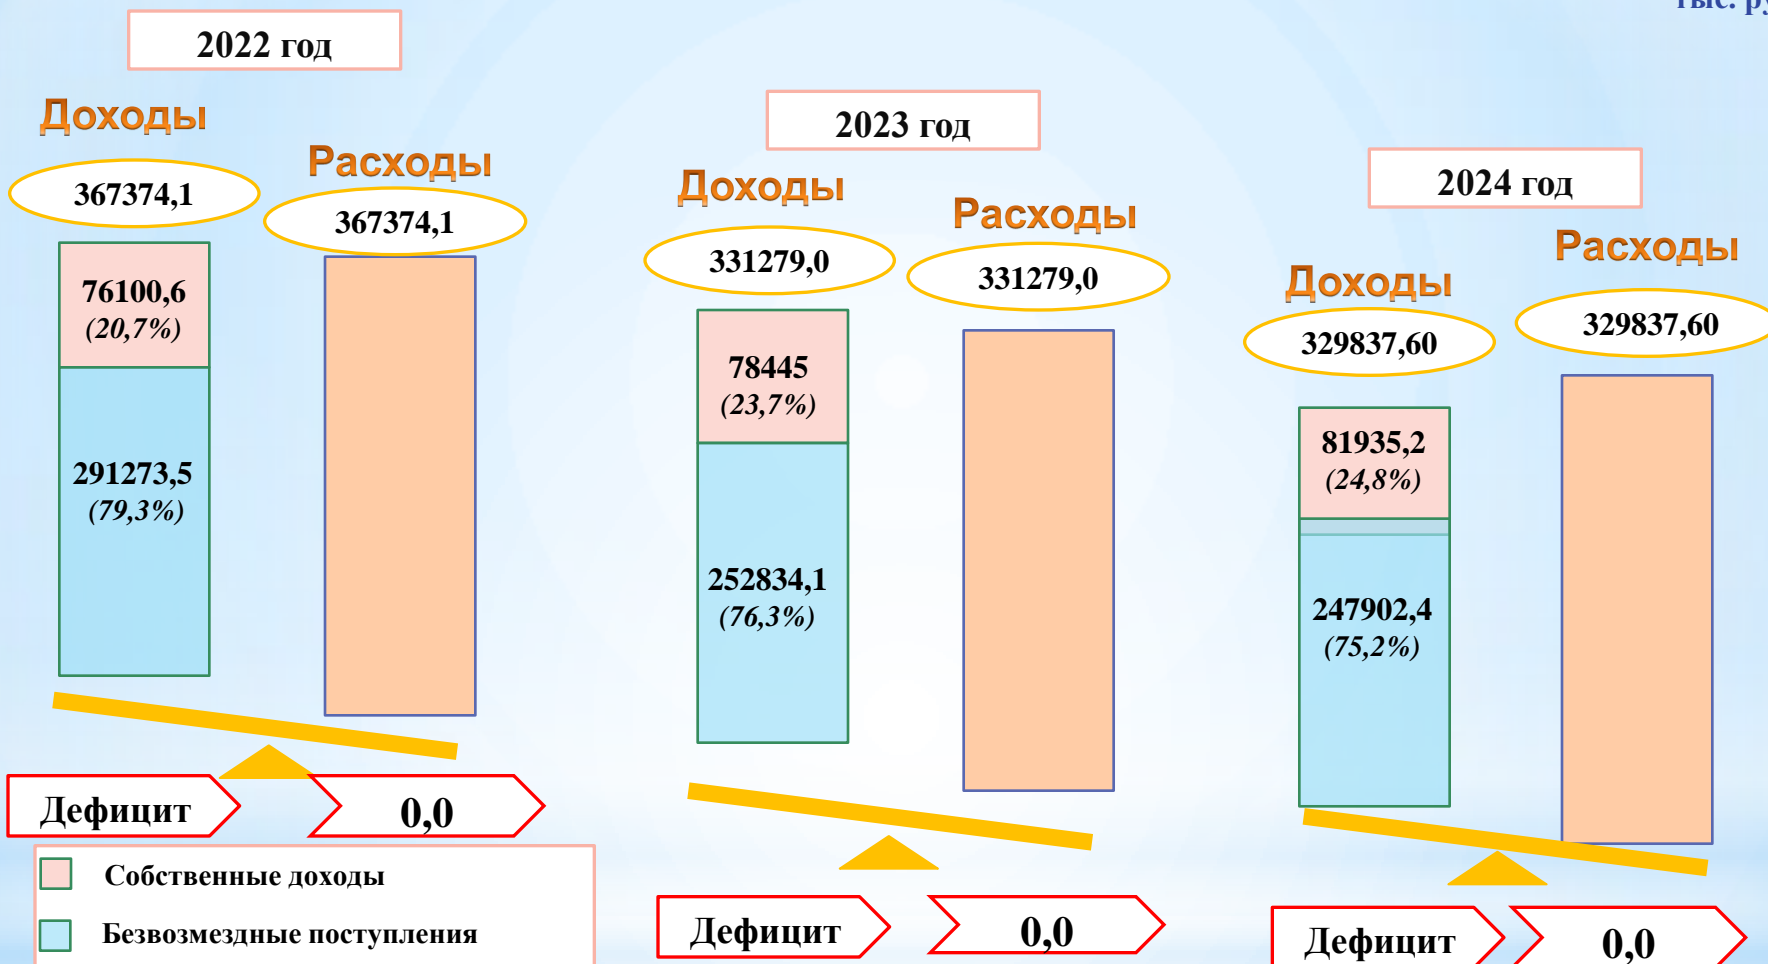 тыс.
2022 год
Доходы
367374,1
Расходы
367374,1
76100,6
(20,7%)
291273,5
(79,3%)
Дефицит
0,0
Собственные доходы
Безвозмездные поступления
2023 год
Доходы
331279,0
Расходы
331279,0
78445
(23,7%)
252834,1
(76,3%)
Дефицит
0,0
2024 год
Доходы
329837,60
Расходы
329837,60
81935,2
(24,8%)
247902,4
(75,2%)
Дефицит
0,0